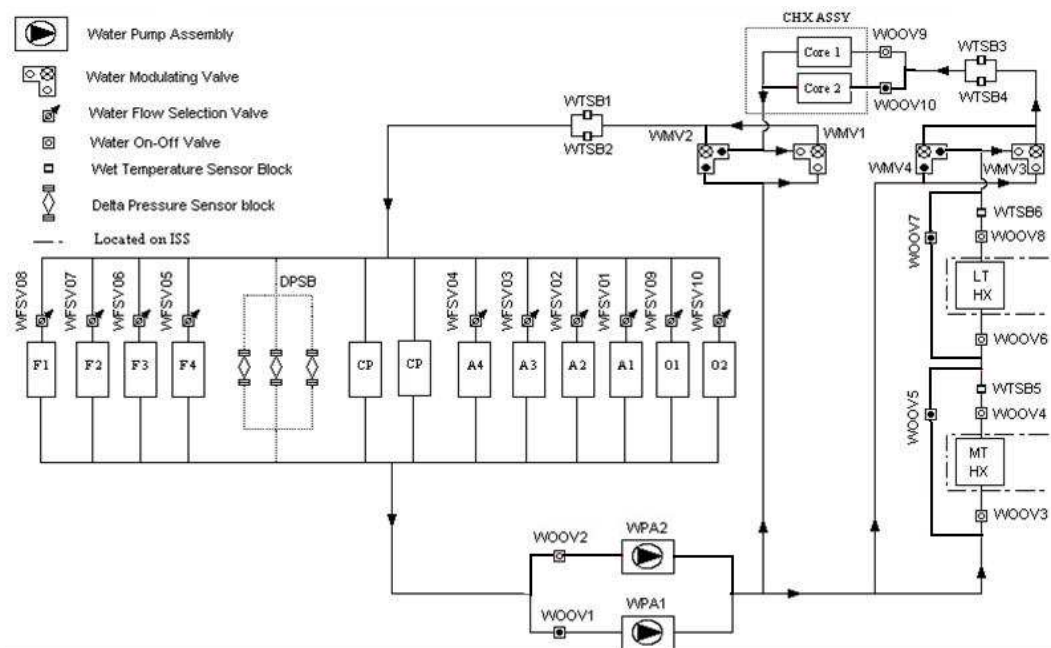 Water Pump Assembly
Water Modulating Valve
Water Flow Selection Valve
Water On-Off Valve
Wet Temperature Sensor Block
Delta Pressure Sensor block
Located on ISS
CHX ASSY
Core 1
Core 2
WOOV9
WOOV10
WTSB3
WTSB4
WTSB1
WTSB2
WMV2
WMV1
WMV4
WMV3
WTSB6
WOOV8
WOOV7
LT
HX
WOOV6
WTSB5
WOOV4
WOOV5
MT
HX
WOOV3
WFSV08
WFSV07
WFSV06
WFSV05
DPSB
WFSV04
WFSV03
WFSV02
WFSV01
WFSV09
WFSV10
F1
F2
F3
F4
CP
CP
A4
A3
A2
A1
O1
O2
WOOV2
WPA2
WOOV1
WPA1